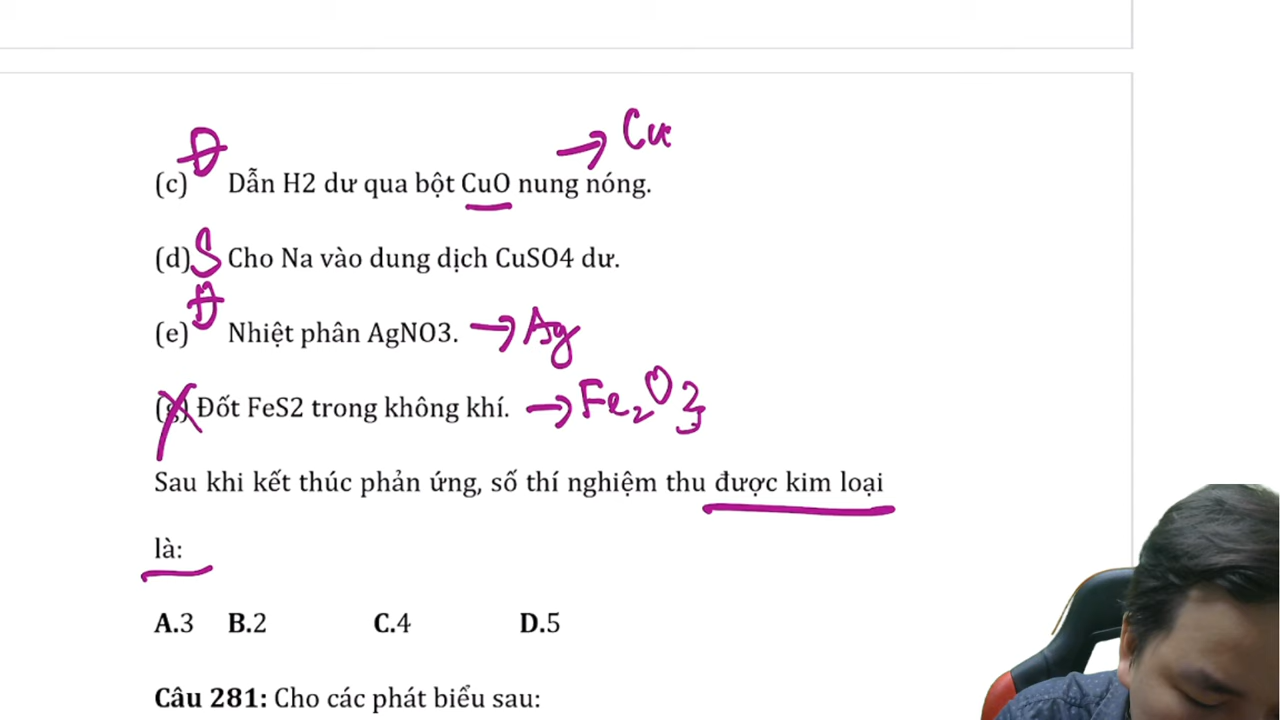 → Cu
(c) Đ Dẫn H2 dư qua bột CuO nung nóng.
(d) S Cho Na vào dung dịch CuSO4 dư.
(e) Đ Nhiệt phân AgNO3. → Ag
(g) Đốt FeS2 trong không khí. → Fe2O3
Sau khi kết thúc phản ứng, số thí nghiệm thu được kim loại
là:
A.3 B.2 C.4 D.5
Câu 281: Cho các phát biểu sau: